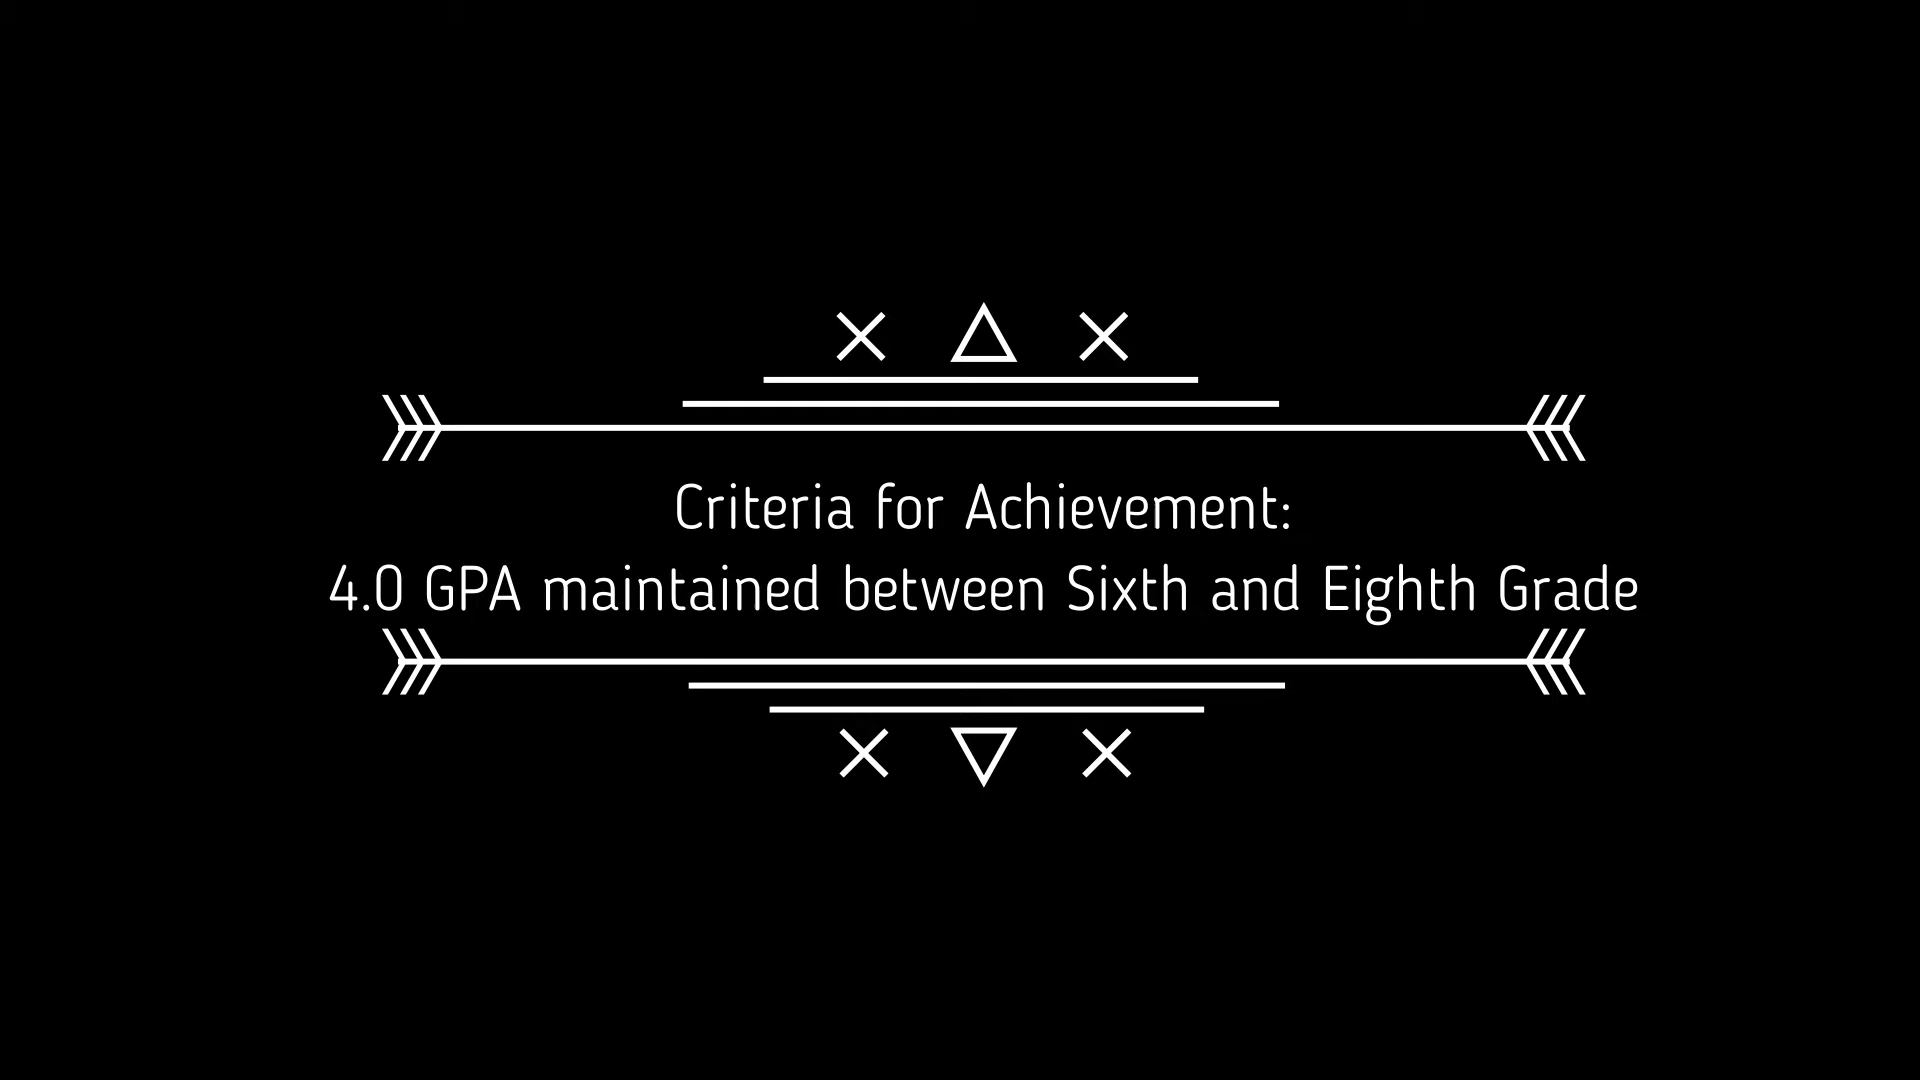 Criteria for Achievement:
4.0 GPA maintained between Sixth and Eighth Grade